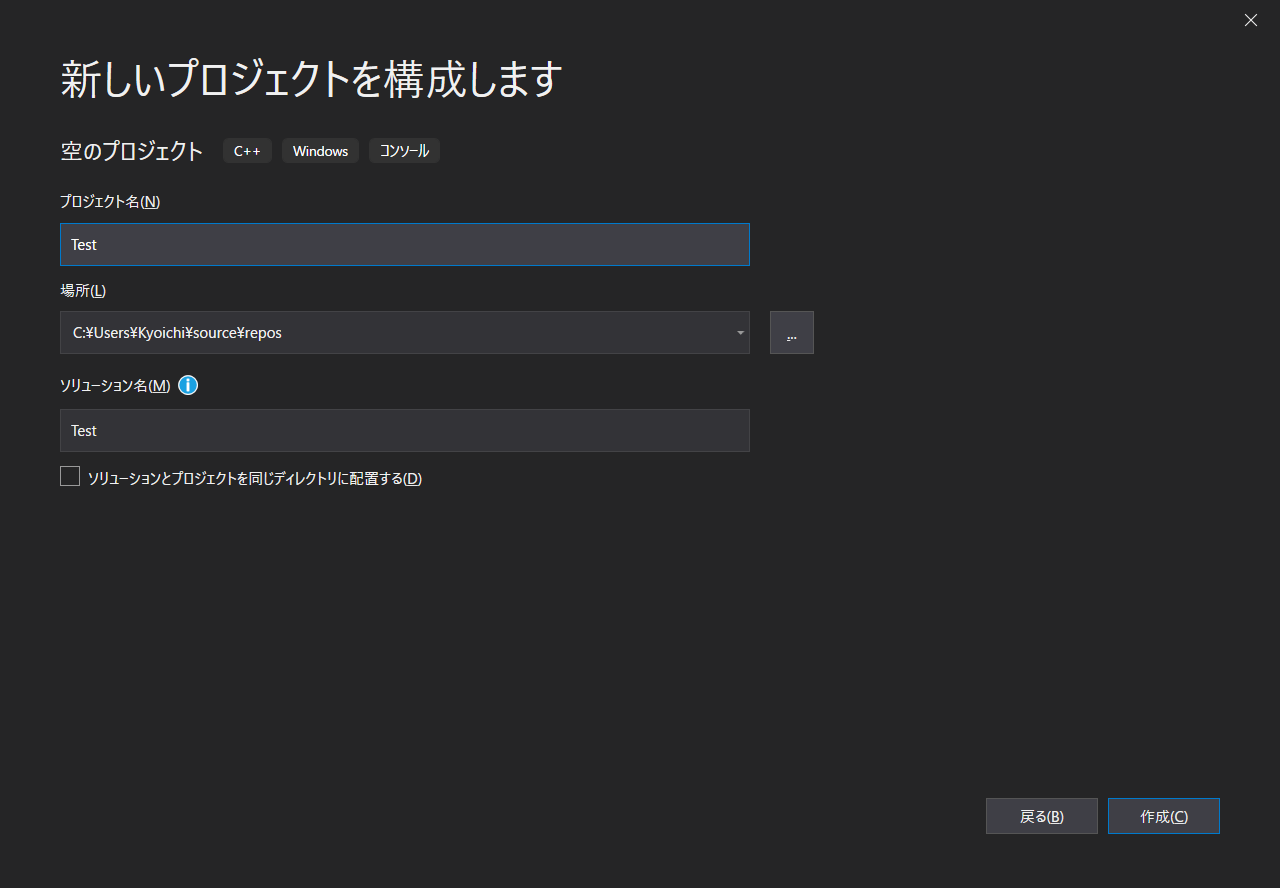 新しいプロジェクトを構成します
空のプロジェクト C++ Windows コンソール
プロジェクト名(N)
Test
場所(L)
C:¥Users¥Kyoichi¥source¥repos
...
ソリューション名(M) i
Test
ソリューションとプロジェクトを同じディレクトリに配置する(D)
戻る(B) 作成(C)